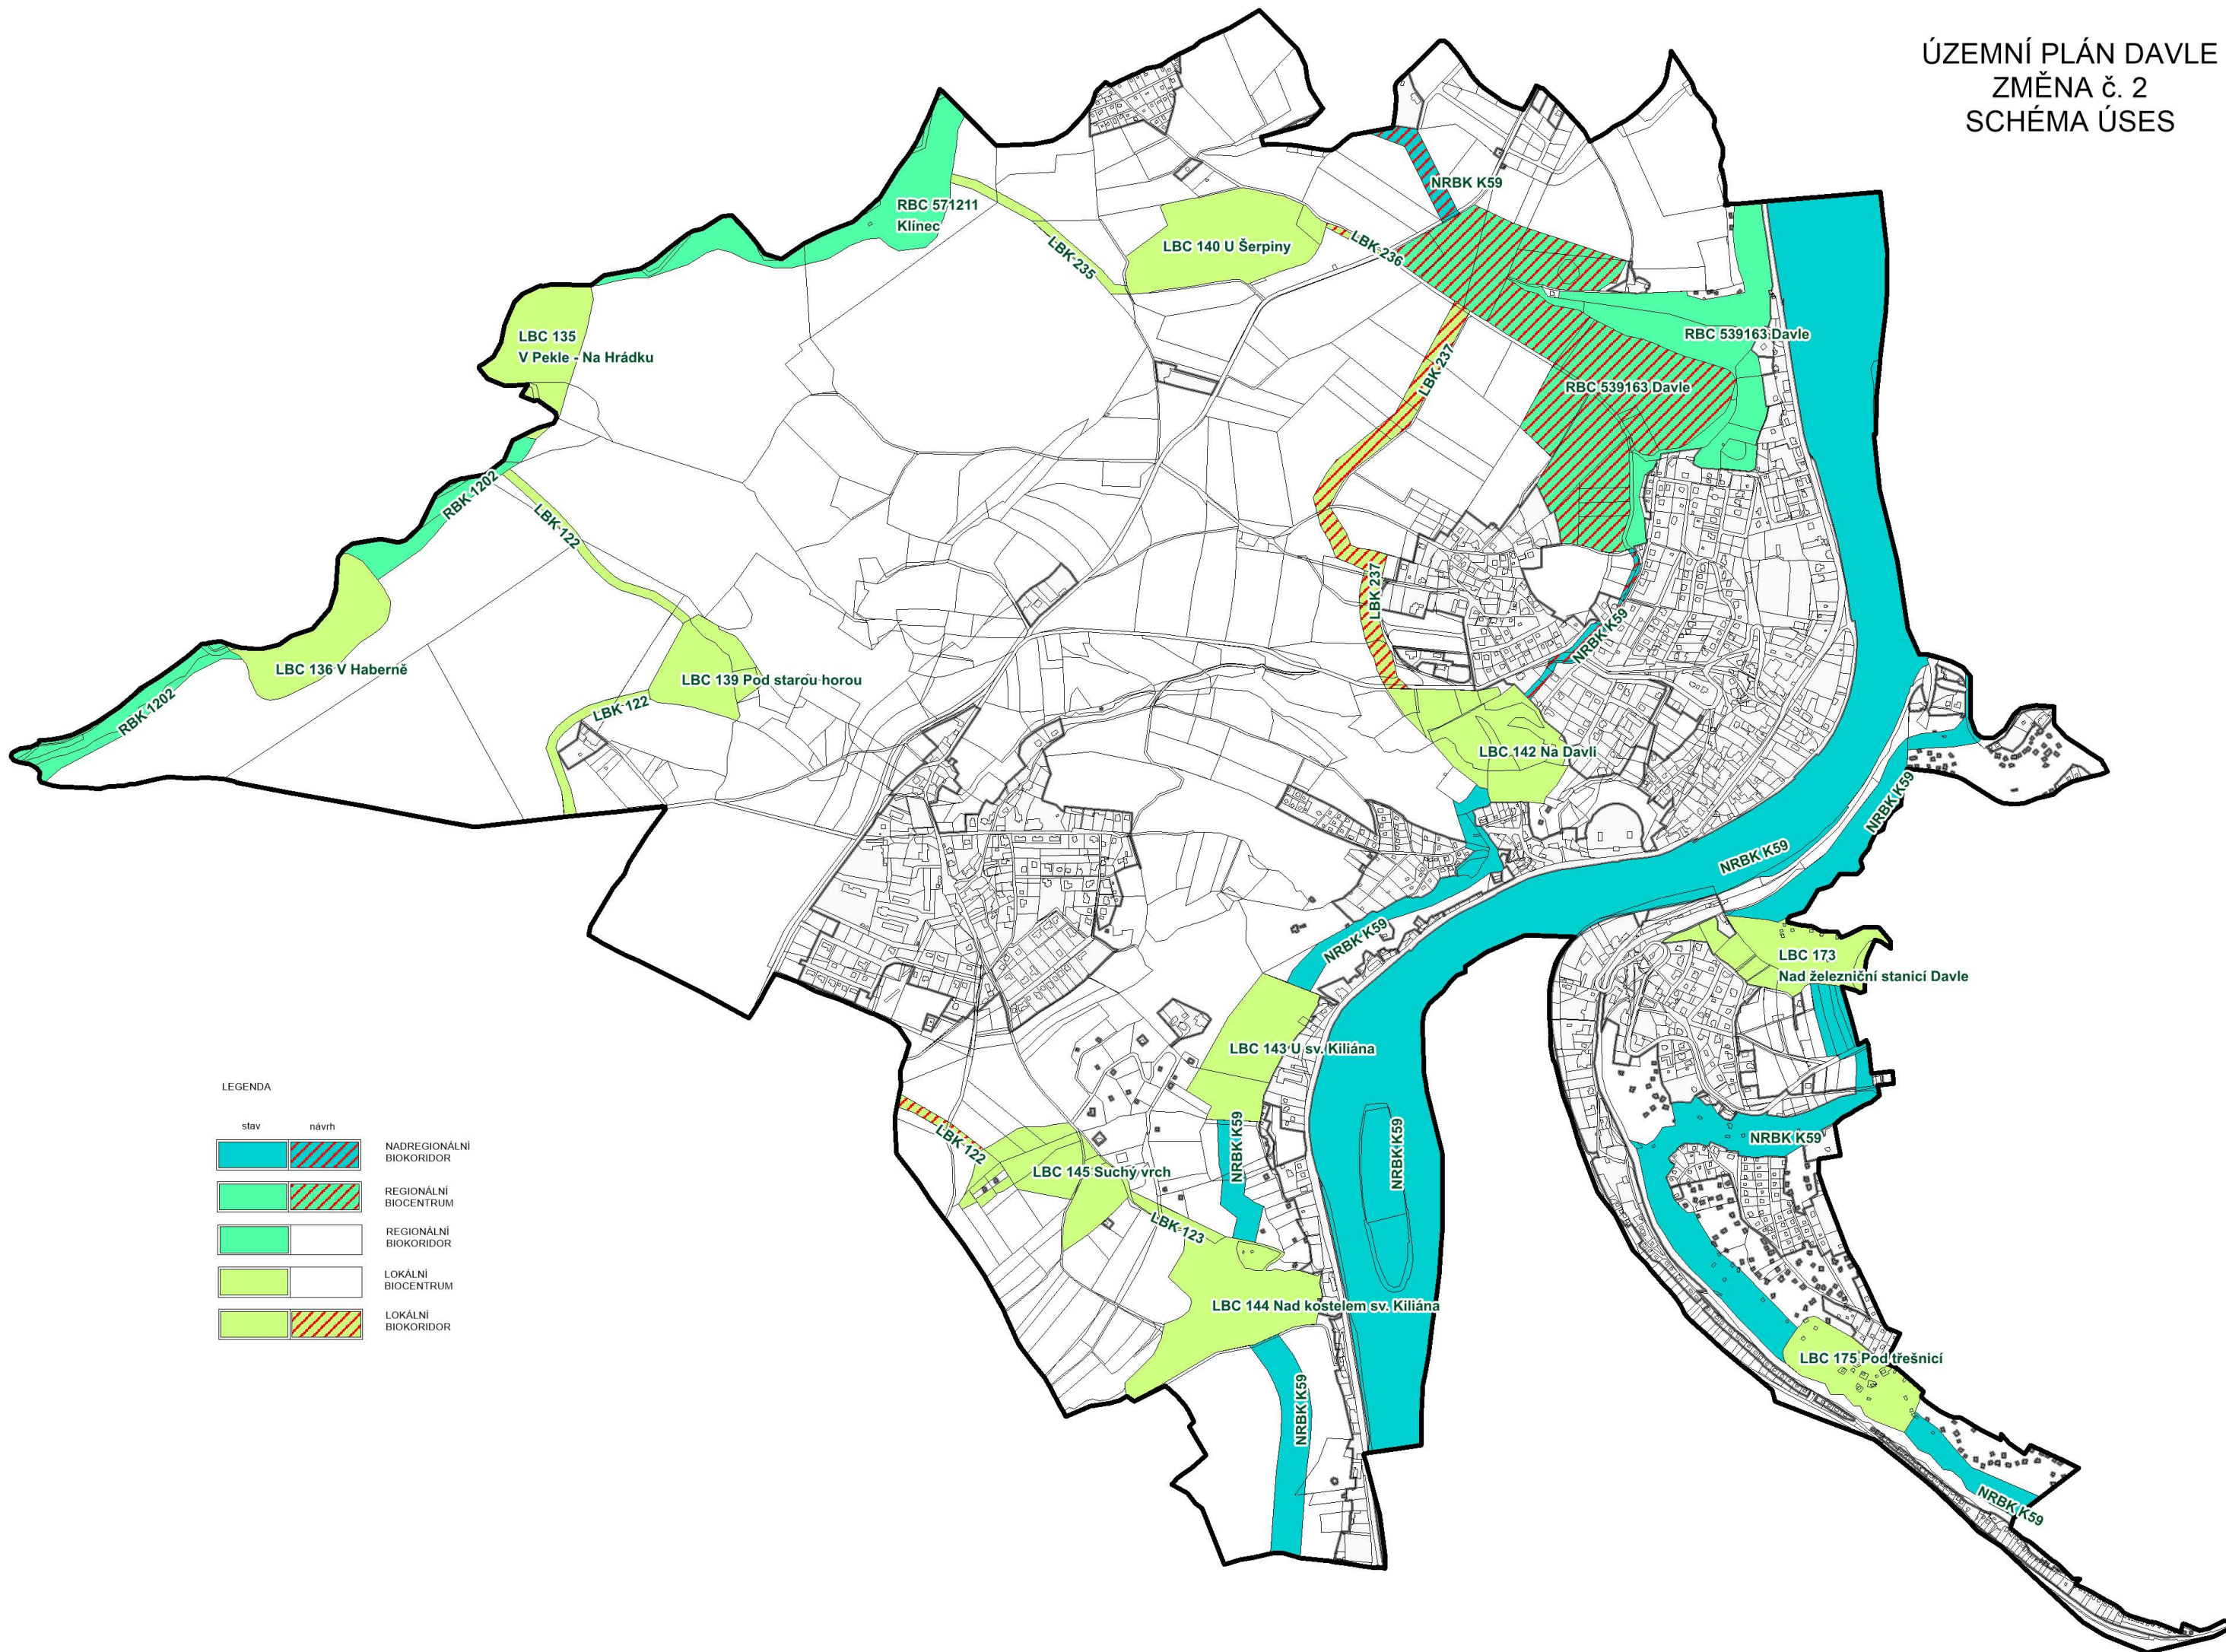 ÚZEMNÍ PLÁN DAVLE
ZMĚNA č. 2
SCHÉMA ÚSES
NRBK K59
RBC 571211
Klínec
LBK 235
LBC 140 U Šerpiny
LBK 236
LBC 135
V Pekle - Na Hrádku
RBC 539163 Davle
LBK 237
RBC 539163 Davle
RBK 1202
LBK 122
LBK 237
NRBK K59
LBC 136 V Haberně
LBC 139 Pod starou horou
RBK 1202
LBK 122
LBC 142 Na Davli
NRBK K59
NRBK K59
NRBK K59
LBC 173
Nad železniční stanicí Davle
LBC 143 U sv. Kiliána
NRBK K59
NRBK K59
NRBK K59
LBK 122
LBC 145 Suchý vrch
LBK 123
LBC 144 Nad kostelem sv. Kiliána
LBC 175 Pod třešnicí
NRBK K59
NRBK K59
LEGENDA
stav návrh
NADREGIONÁLNÍ
BIOKORIDOR
REGIONÁLNÍ
BIOCENTRUM
REGIONÁLNÍ
BIOKORIDOR
LOKÁLNÍ
BIOCENTRUM
LOKÁLNÍ
BIOKORIDOR